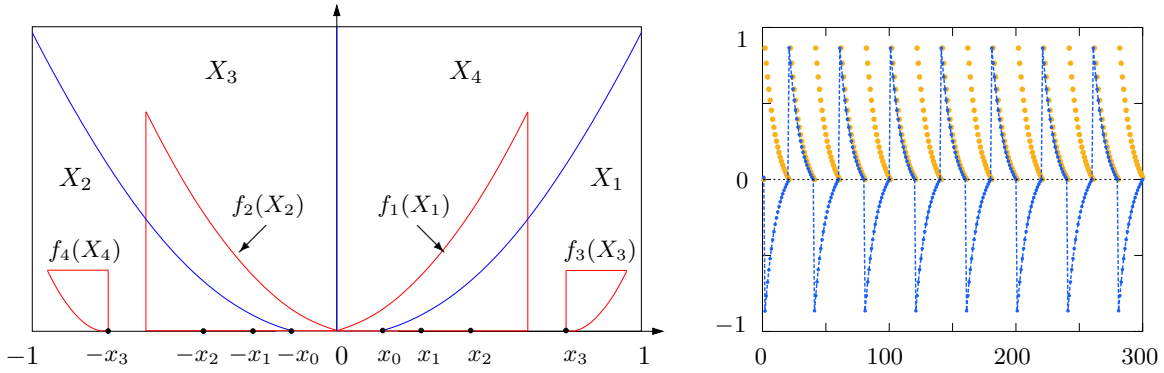 X₃ X₄
X₂ X₁
f₂(X₂) f₁(X₁)
f₄(X₄) f₃(X₃)
−1 −x₃ −x₂ −x₁ −x₀ 0 x₀ x₁ x₂ x₃ 1
1
0
−1
0 100 200 300